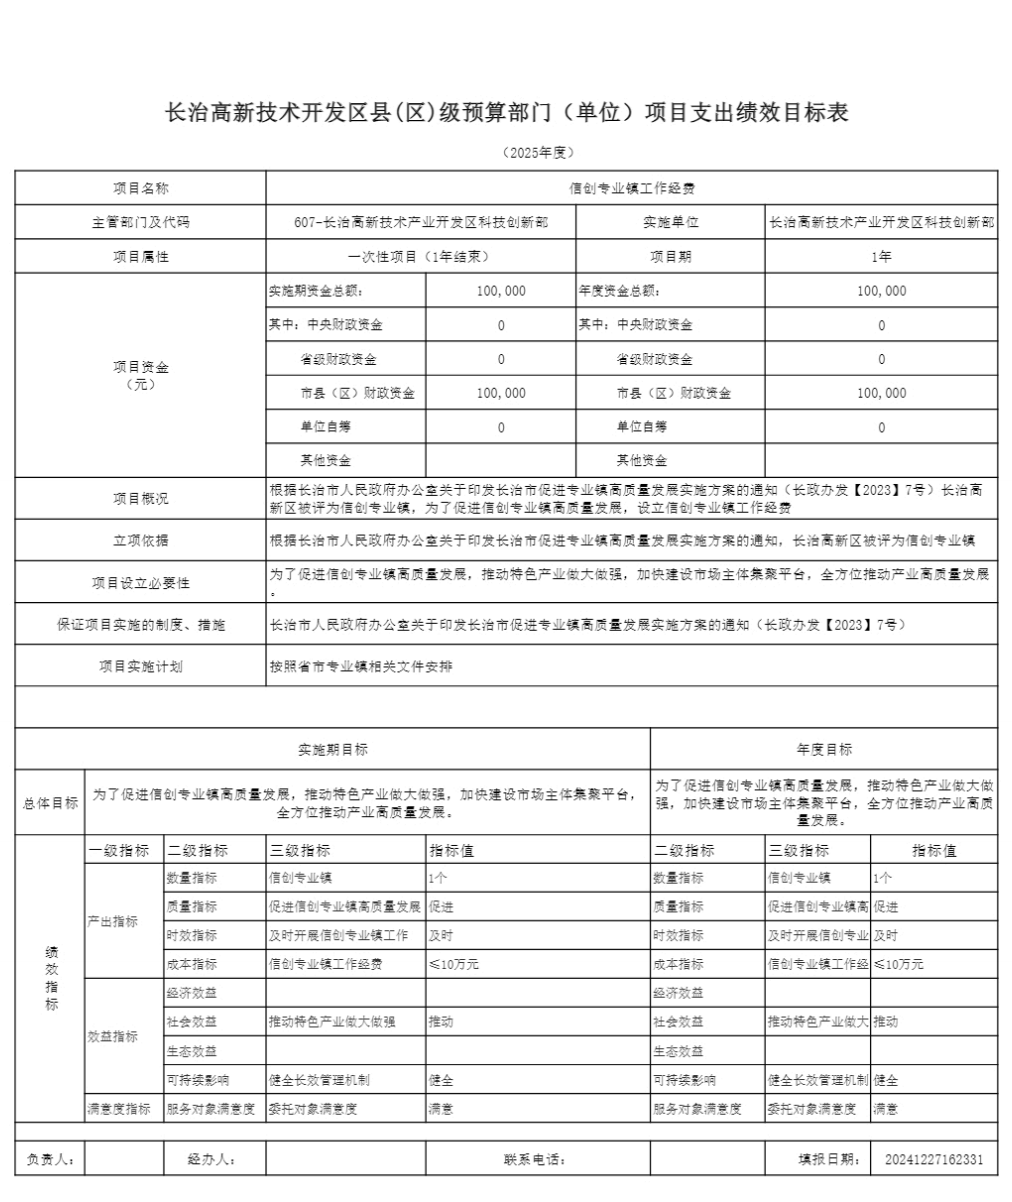 长治高新技术开发区县(区)级预算部门（单位）项目支出绩效目标表
（2025年度）
项目名称 信创专业镇工作经费
主管部门及代码 607-长治高新技术产业开发区科技创新部 实施单位 长治高新技术产业开发区科技创新部
项目属性 一次性项目（1年结束） 项目期 1年
项目资金
（元）
实施期资金总额： 100,000 年度资金总额： 100,000
其中：中央财政资金 0 其中：中央财政资金 0
省级财政资金 0 省级财政资金 0
市县（区）财政资金 100,000 市县（区）财政资金 100,000
单位自筹 0 单位自筹 0
其他资金 其他资金
项目概况 根据长治市人民政府办公室关于印发长治市促进专业镇高质量发展实施方案的通知（长政办发【2023】7号）长治高
新区被评为信创专业镇，为了促进信创专业镇高质量发展，设立信创专业镇工作经费
立项依据 根据长治市人民政府办公室关于印发长治市促进专业镇高质量发展实施方案的通知，长治高新区被评为信创专业镇
项目设立必要性 为了促进信创专业镇高质量发展，推动特色产业做大做强，加快建设市场主体集聚平台，全方位推动产业高质量发展
。
保证项目实施的制度、措施 长治市人民政府办公室关于印发长治市促进专业镇高质量发展实施方案的通知（长政办发【2023】7号）
项目实施计划 按照省市专业镇相关文件安排
实施期目标 年度目标
总体目标
为了促进信创专业镇高质量发展，推动特色产业做大做强，加快建设市场主体集聚平台，
全方位推动产业高质量发展。
为了促进信创专业镇高质量发展，推动特色产业做大做
强，加快建设市场主体集聚平台，全方位推动产业高质
量发展。
绩
效
指
标
一级指标 二级指标 三级指标 指标值 二级指标 三级指标 指标值
产出指标
数量指标 信创专业镇 1个 数量指标 信创专业镇 1个
质量指标 促进信创专业镇高质量发展 促进 质量指标 促进信创专业镇高 促进
时效指标 及时开展信创专业镇工作 及时 时效指标 及时开展信创专业 及时
成本指标 信创专业镇工作经费 ≤10万元 成本指标 信创专业镇工作经 ≤10万元
效益指标
经济效益 经济效益
社会效益 推动特色产业做大做强 推动 社会效益 推动特色产业做大 推动
生态效益 生态效益
可持续影响 健全长效管理机制 健全 可持续影响 健全长效管理机制 健全
满意度指标 服务对象满意度 委托对象满意度 满意 服务对象满意度 委托对象满意度 满意
负责人： 经办人： 联系电话： 填报日期： 20241227162331